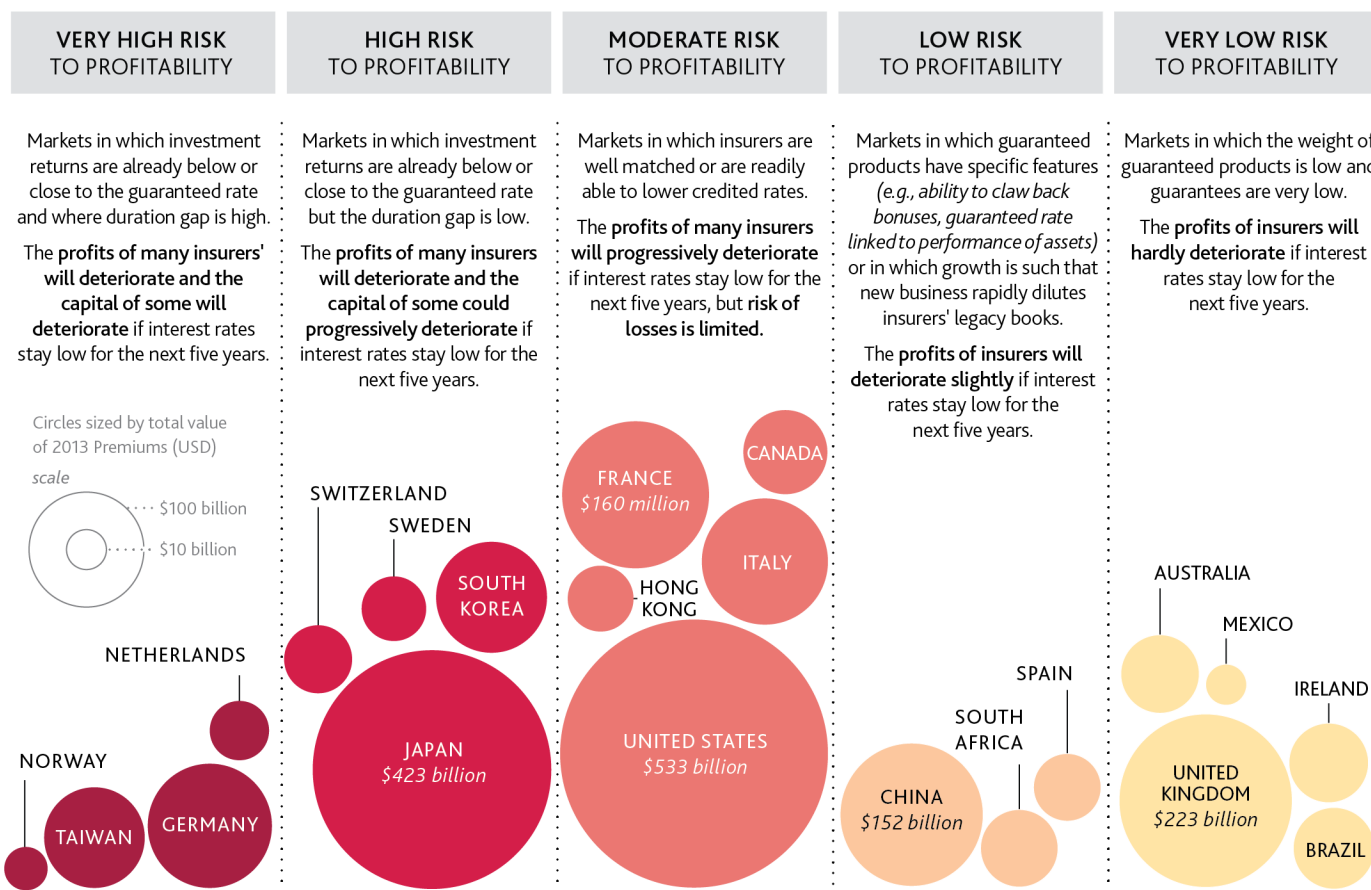 VERY HIGH RISK
TO PROFITABILITY
Markets in which investment
returns are already below or
close to the guaranteed rate
and where duration gap is high.
The profits of many insurers'
will deteriorate and the
capital of some will
deteriorate if interest rates
stay low for the next five years.
Circles sized by total value
of 2013 Premiums (USD)
scale
$100 billion
$10 billion
NETHERLANDS
NORWAY
TAIWAN
GERMANY
HIGH RISK
TO PROFITABILITY
Markets in which investment
returns are already below or
close to the guaranteed rate
but the duration gap is low.
The profits of many insurers
will deteriorate and the
capital of some could
progressively deteriorate if
interest rates stay low for the
next five years.
SWITZERLAND
SWEDEN
SOUTH
KOREA
JAPAN
$423 billion
MODERATE RISK
TO PROFITABILITY
Markets in which insurers are
well matched or are readily
able to lower credited rates.
The profits of many insurers
will progressively deteriorate
if interest rates stay low for the
next five years, but risk of
losses is limited.
CANADA
FRANCE
$160 million
ITALY
HONG
KONG
UNITED STATES
$533 billion
LOW RISK
TO PROFITABILITY
Markets in which guaranteed
products have specific features
(e.g., ability to claw back
bonuses, guaranteed rate
linked to performance of assets)
or in which growth is such that
new business rapidly dilutes
insurers' legacy books.
The profits of insurers will
deteriorate slightly if interest
rates stay low for the
next five years.
SPAIN
SOUTH
AFRICA
CHINA
$152 billion
VERY LOW RISK
TO PROFITABILITY
Markets in which the weight of
guaranteed products is low and
guarantees are very low.
The profits of insurers will
hardly deteriorate if interest
rates stay low for the
next five years.
AUSTRALIA
MEXICO
IRELAND
UNITED
KINGDOM
$223 billion
BRAZIL